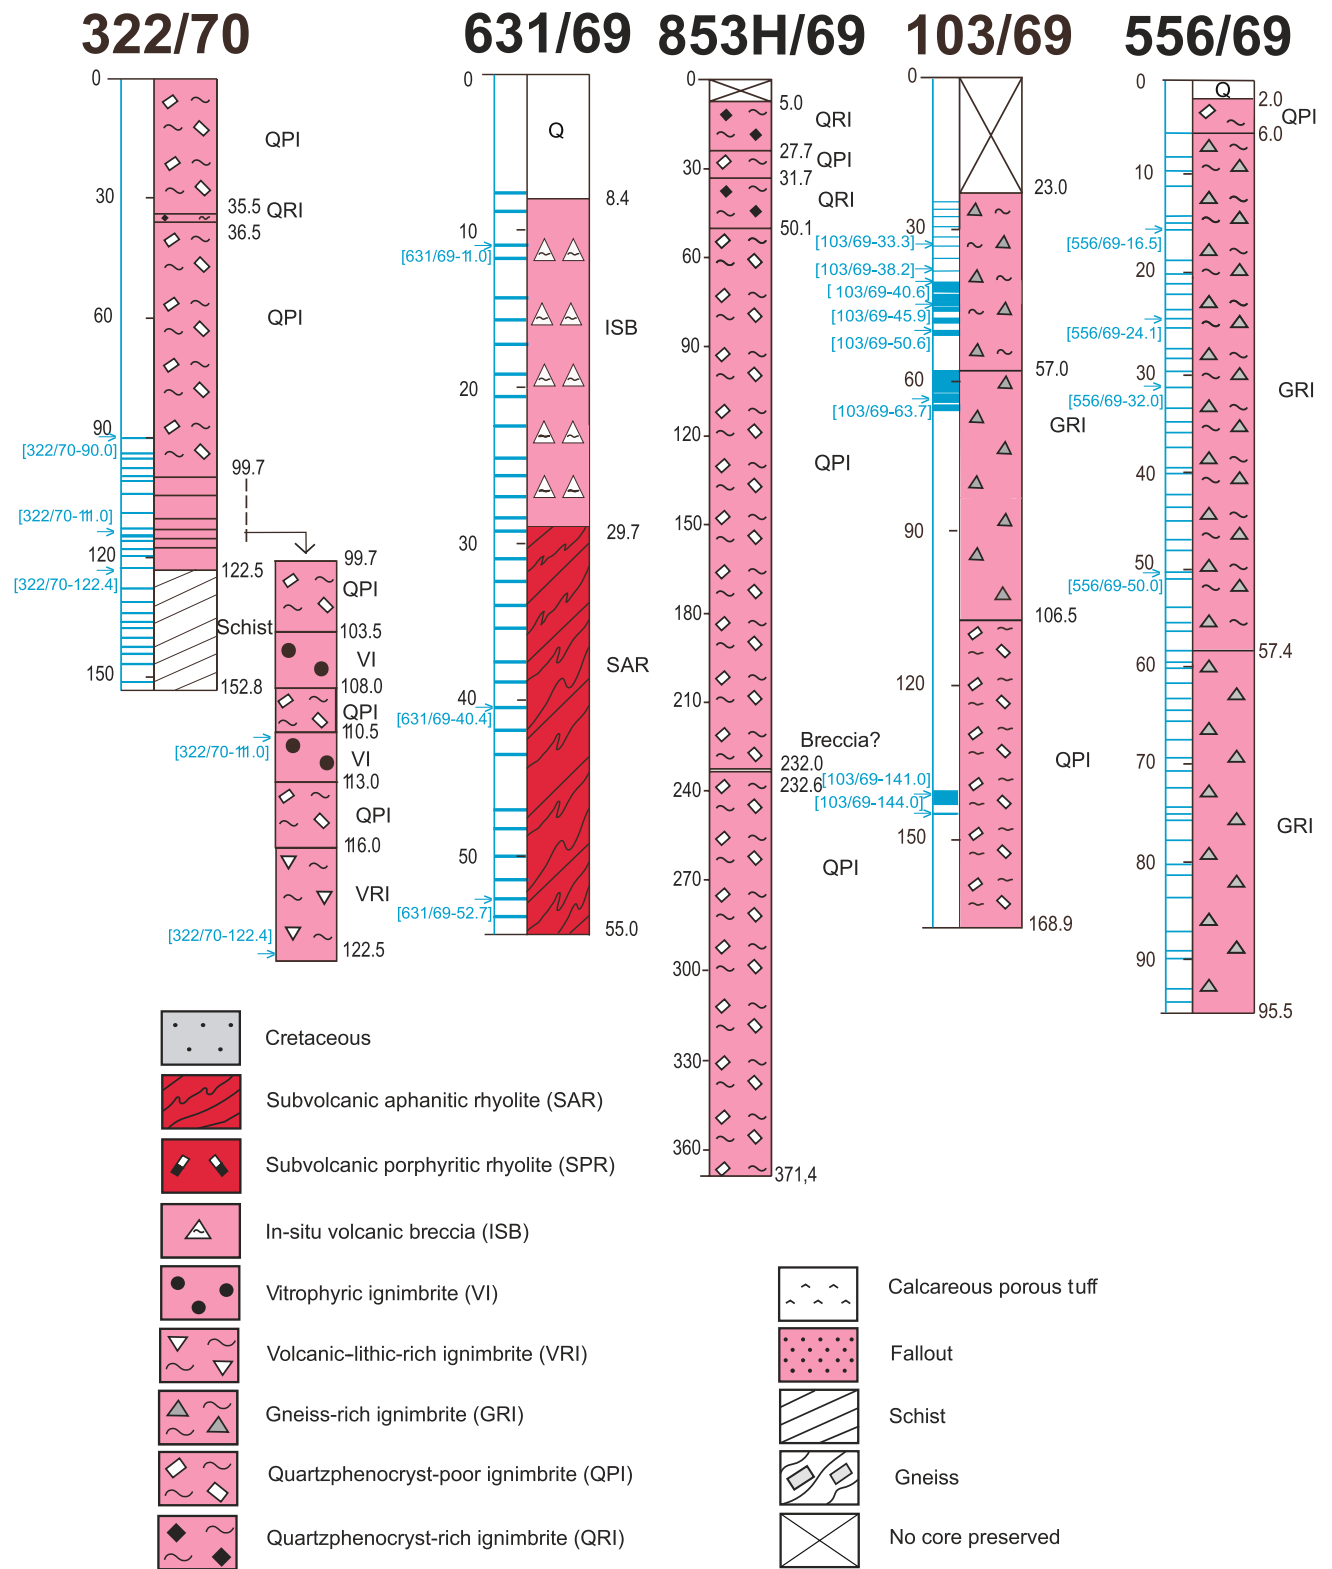 322/70
631/69
853H/69
103/69
556/69
0
QPI
30
35.5
QRI
36.5
60
QPI
90
[322/70-90.0]
99.7
[322/70-111.0]
120
122.5
[322/70-122.4]
Schist
150
152.8
99.7
QPI
103.5
VI
108.0
QPI
110.5
[322/70-111.0]
VI
113.0
QPI
116.0
VRI
[322/70-122.4]
122.5
0
Q
8.4
10
[631/69-11.0]
ISB
20
29.7
30
SAR
40
[631/69-40.4]
50
[631/69-52.7]
55.0
0
5.0
QRI
27.7
QPI
30
31.7
QRI
50.1
60
90
120
QPI
150
180
210
Breccia?
232.0
232.6
240
QPI
270
300
330
360
371,4
0
23.0
30
[103/69-33.3]
[103/69-38.2]
[103/69-40.6]
[103/69-45.9]
[103/69-50.6]
57.0
60
[103/69-63.7]
GRI
90
106.5
120
QPI
[103/69-141.0]
[103/69-144.0]
150
168.9
0
Q
2.0
QPI
6.0
10
[556/69-16.5]
20
[556/69-24.1]
30
GRI
[556/69-32.0]
40
50
[556/69-50.0]
57.4
60
70
GRI
80
90
95.5
Cretaceous
Subvolcanic aphanitic rhyolite (SAR)
Subvolcanic porphyritic rhyolite (SPR)
In-situ volcanic breccia (ISB)
Vitrophyric ignimbrite (VI)
Volcanic-lithic-rich ignimbrite (VRI)
Gneiss-rich ignimbrite (GRI)
Quartzphenocryst-poor ignimbrite (QPI)
Quartzphenocryst-rich ignimbrite (QRI)
Calcareous porous tuff
Fallout
Schist
Gneiss
No core preserved